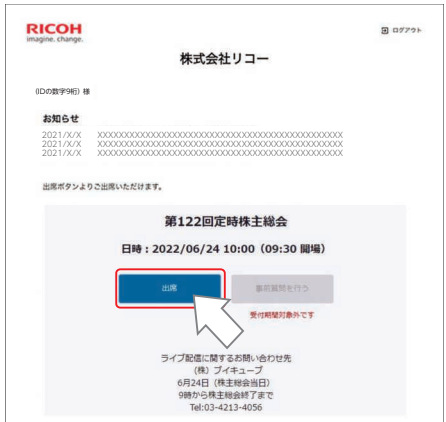 RICOH
imagine. change.
ログアウト
株式会社リコー
(IDの数字9桁) 様
お知らせ
2021/X/X XXXXXXXXXXXXXXXXXXXXXXXXXXXXXXXXXXXXXXXXXX
2021/X/X XXXXXXXXXXXXXXXXXXXXXXXXXXXXXXXXXXXXXXXXXX
2021/X/X XXXXXXXXXXXXXXXXXXXXXXXXXXXXXXXXXXXXXXXXXX
出席ボタンよりご出席いただけます。
第122回定時株主総会
日時：2022/06/24 10:00（09:30 開場）
出席
事前質問を行う
受付期間対象外です
ライブ配信に関するお問い合わせ先
（株）ブイキューブ
6月24日（株主総会当日）
9時から株主総会終了まで
Tel:03-4213-4056